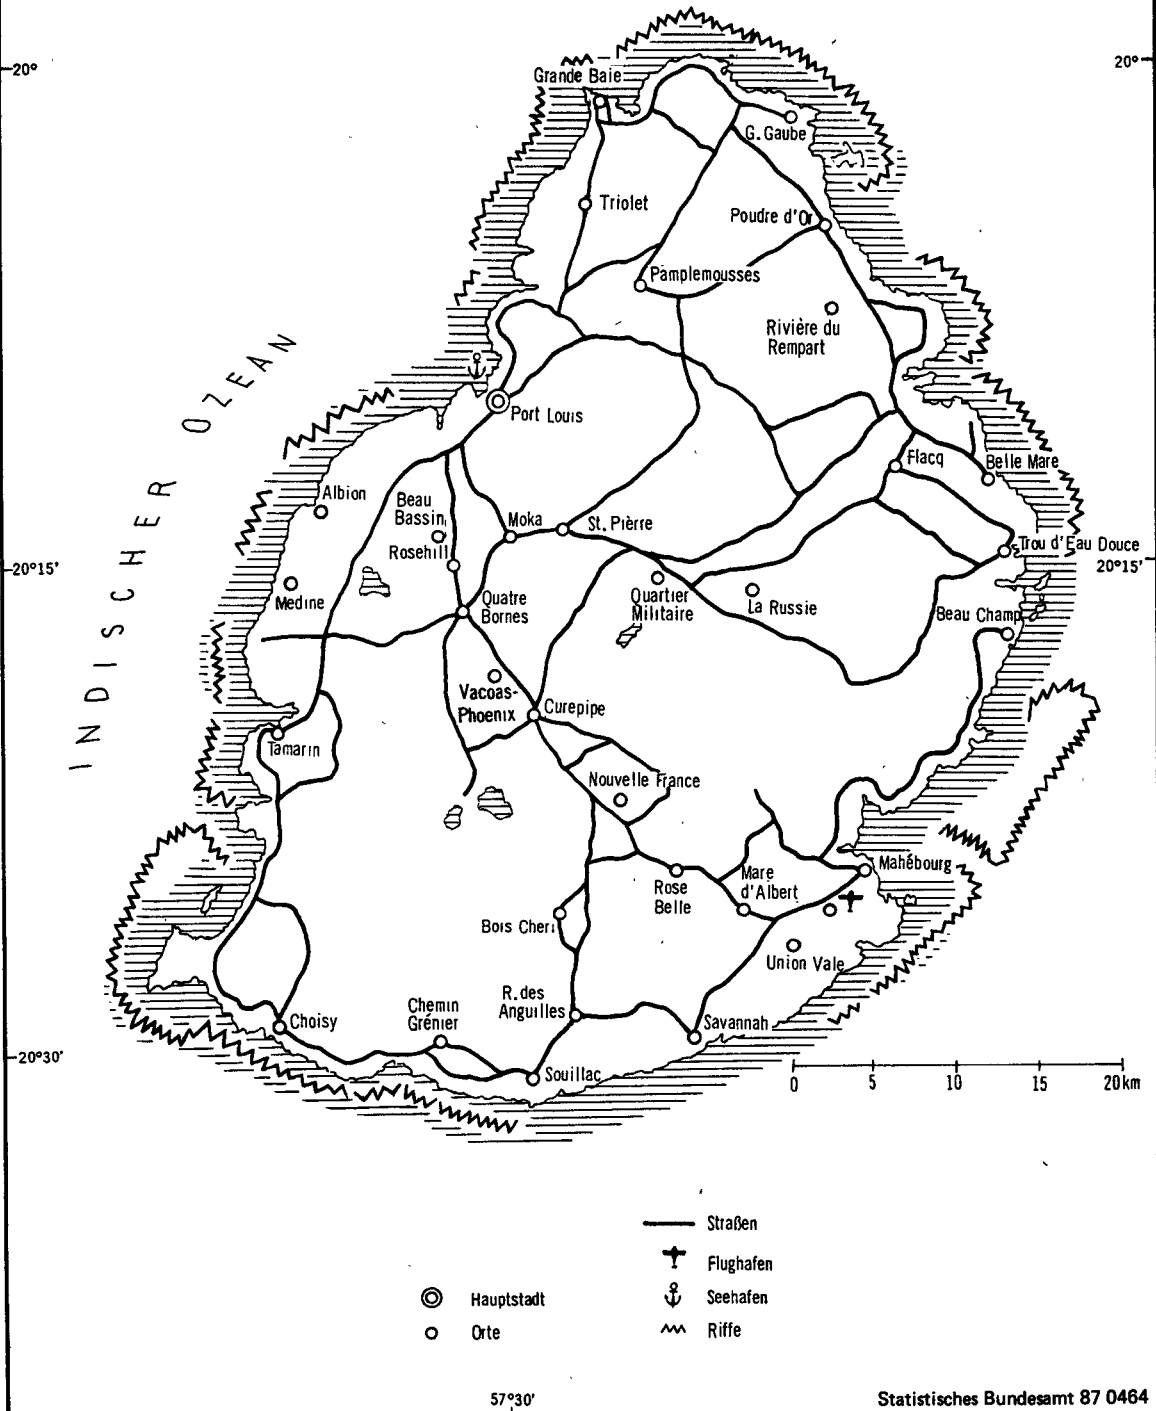 20°
20°
Grande Baie
G. Gaube
Triolet
Poudre d'Or
Pamplemousses
Rivière du
Rempart
INDISCHER OZEAN
Port Louis
Flacq
Belle Mare
Albion
Beau
Bassin
Rosehill
Moka
St. Pièrre
Trou d'Eau Douce
20°15'
20°15'
Medine
Quatre
Bornes
Quartier
Militaire
La Russie
Beau Champ
Vacoas-
Phoenix
Curepipe
Tamarin
Nouvelle France
Mahébourg
Rose
Belle
Mare
d'Albert
Bois Cheri
Union Vale
R. des
Anguilles
Chemin
Grénier
Choisy
Savannah
20°30'
Souillac
0 5 10 15 20km
Straßen
Flughafen
Hauptstadt
Seehafen
Orte
Riffe
57°30'
Statistisches Bundesamt 87 0464